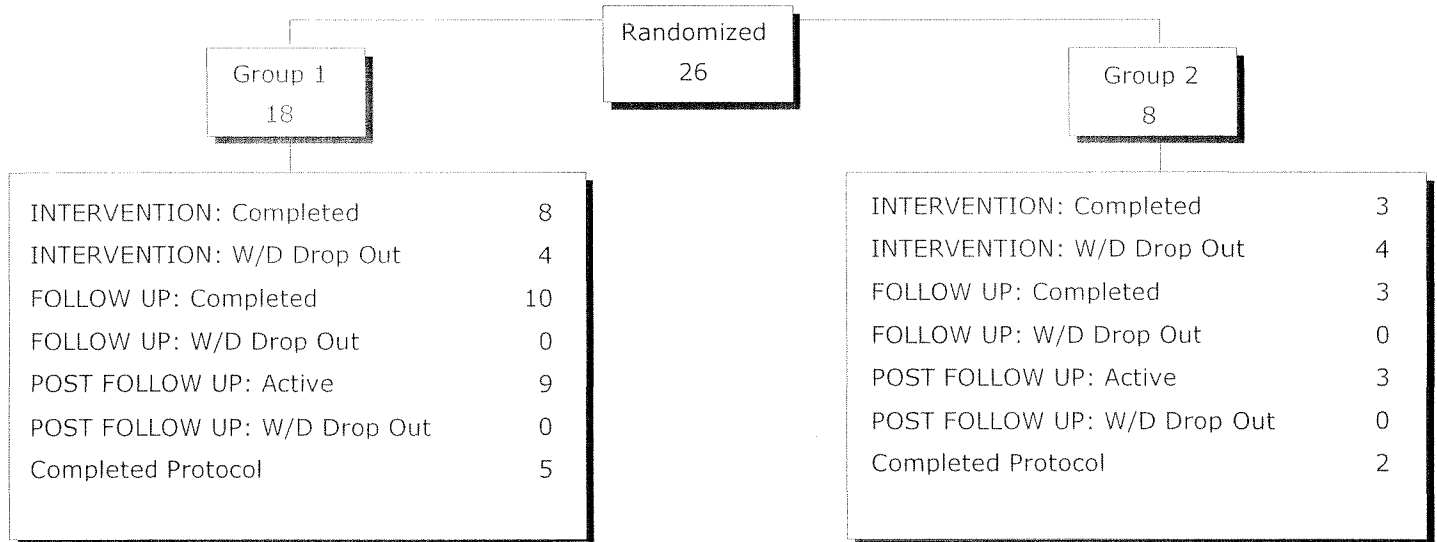 Randomized
26
Group 1
18
Group 2
8
INTERVENTION: Completed 8
INTERVENTION: W/D Drop Out 4
FOLLOW UP: Completed 10
FOLLOW UP: W/D Drop Out 0
POST FOLLOW UP: Active 9
POST FOLLOW UP: W/D Drop Out 0
Completed Protocol 5
INTERVENTION: Completed 3
INTERVENTION: W/D Drop Out 4
FOLLOW UP: Completed 3
FOLLOW UP: W/D Drop Out 0
POST FOLLOW UP: Active 3
POST FOLLOW UP: W/D Drop Out 0
Completed Protocol 2